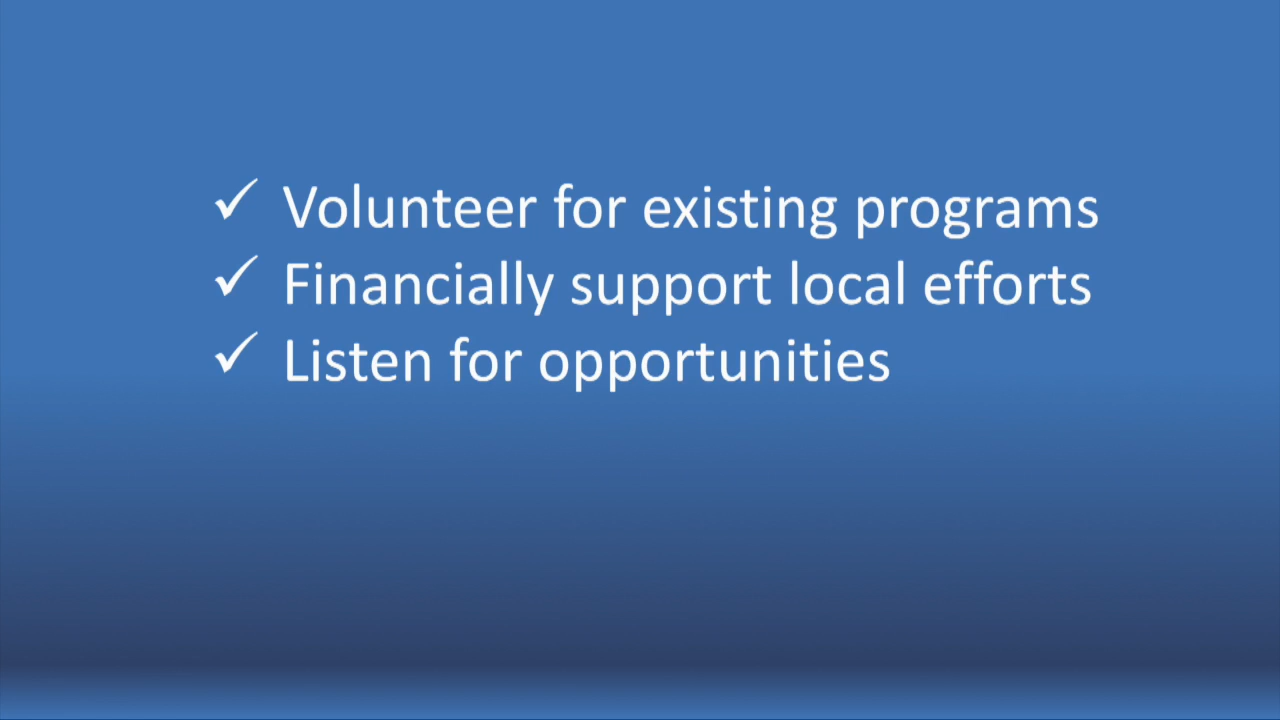 ✓ Volunteer for existing programs
✓ Financially support local efforts
✓ Listen for opportunities